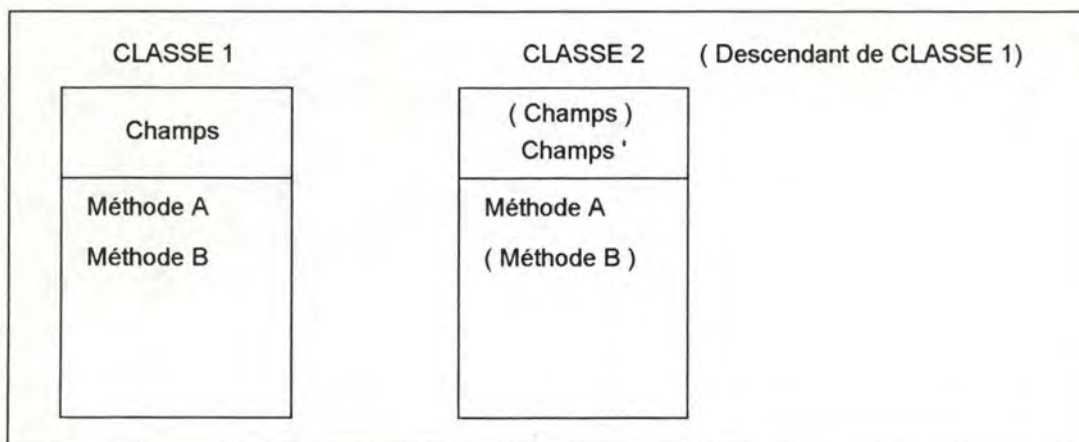 CLASSE 1
Champs
Méthode A
Méthode B
CLASSE 2 ( Descendant de CLASSE 1)
( Champs )
Champs '
Méthode A
( Méthode B )